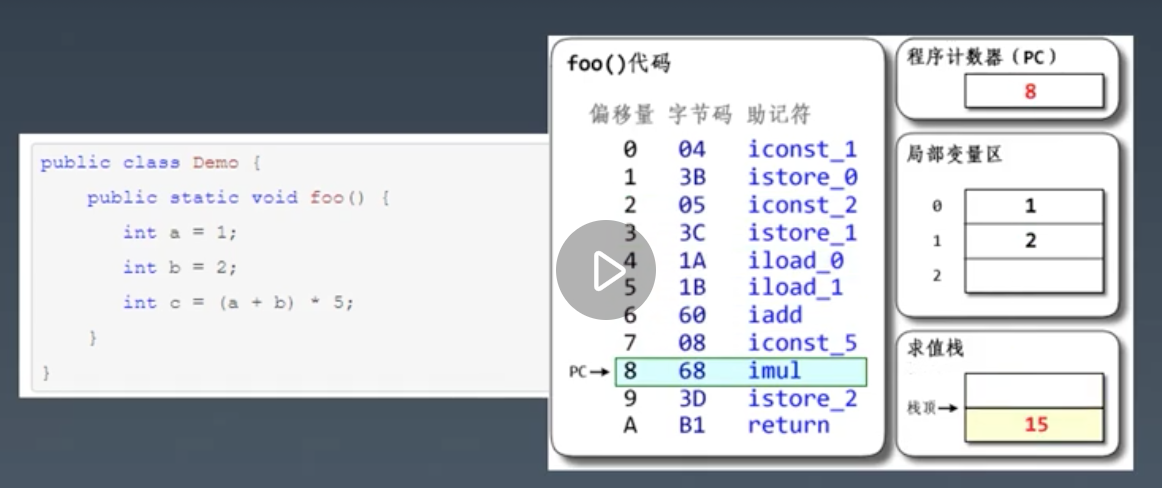 public class Demo {
public static void foo() {
int a = 1;
int b = 2;
int c = (a + b) * 5;
}
}
foo()代码
偏移量 字节码 助记符
0 04 iconst_1
1 3B istore_0
2 05 iconst_2
3 3C istore_1
4 1A iload_0
5 1B iload_1
6 60 iadd
7 08 iconst_5
PC→ 8 68 imul
9 3D istore_2
A B1 return
程序计数器(PC)
8
局部变量区
0 1
1 2
2
求值栈
栈顶→
15